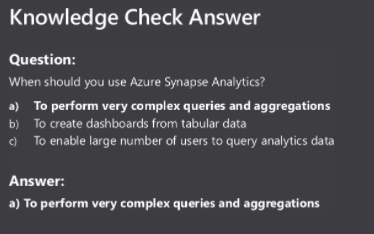 Knowledge Check Answer
Question:
When should you use Azure Synapse Analytics?
a) To perform very complex queries and aggregations
b) To create dashboards from tabular data
c) To enable large number of users to query analytics data
Answer:
a) To perform very complex queries and aggregations